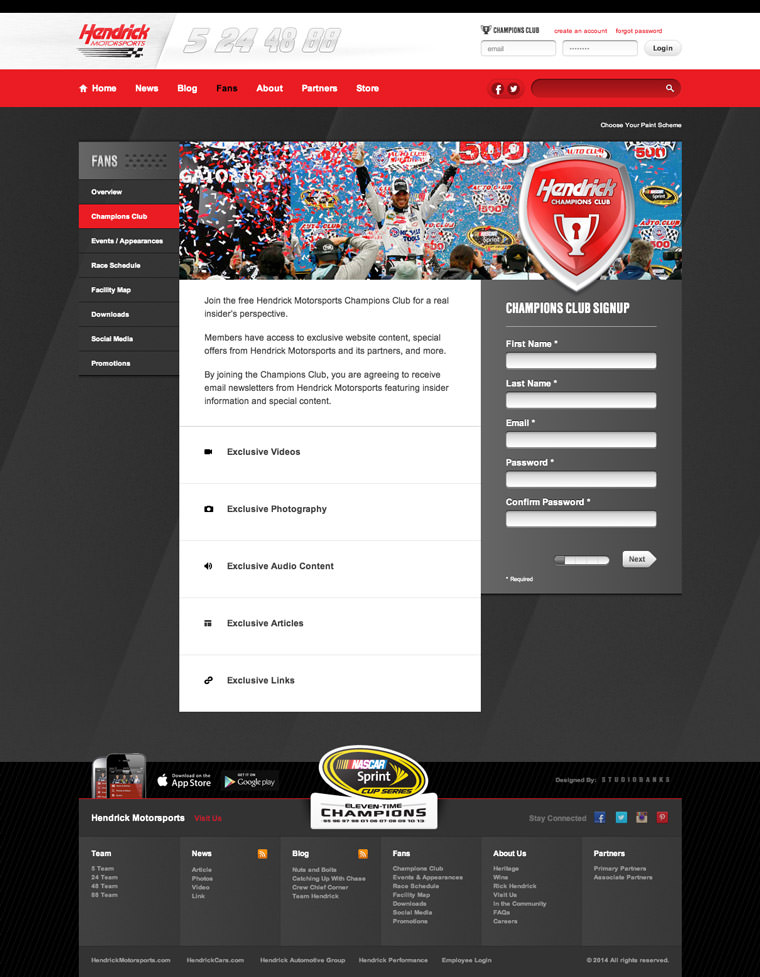 Hendrick
MOTORSPORTS
5 24 48 88
CHAMPIONS CLUB
create an account
forgot password
email
Login
Home
News
Blog
Fans
About
Partners
Store
Choose Your Paint Scheme
FANS
Overview
Champions Club
Events / Appearances
Race Schedule
Facility Map
Downloads
Social Media
Promotions
GATORADE
500
AUTO CLUB
500
Hendrick
CHAMPIONS CLUB
Join the free Hendrick Motorsports Champions Club for a real
insider's perspective.
Members have access to exclusive website content, special
offers from Hendrick Motorsports and its partners, and more.
By joining the Champions Club, you are agreeing to receive
email newsletters from Hendrick Motorsports featuring insider
information and special content.
Exclusive Videos
Exclusive Photography
Exclusive Audio Content
Exclusive Articles
Exclusive Links
CHAMPIONS CLUB SIGNUP
First Name *
Last Name *
Email *
Password *
Confirm Password *
Next
* Required
Download on the
App Store
GET IT ON
Google play
NASCAR
Sprint
CUP SERIES
ELEVEN-TIME
CHAMPIONS
95 96 97 98 01 06 07 08 09 10 13
Designed By: STUDIOBANKS
Hendrick Motorsports Visit Us
Stay Connected
Team
5 Team
24 Team
48 Team
88 Team
News
Article
Photos
Video
Link
Blog
Nuts and Bolts
Catching Up With Chase
Crew Chief Corner
Team Hendrick
Fans
Champions Club
Events & Appearances
Race Schedule
Facility Map
Downloads
Social Media
Promotions
About Us
Heritage
Wins
Rick Hendrick
Visit Us
In the Community
FAQs
Careers
Partners
Primary Partners
Associate Partners
HendrickMotorsports.com
HendrickCars.com
Hendrick Automotive Group
Hendrick Performance
Employee Login
© 2014 All rights reserved.